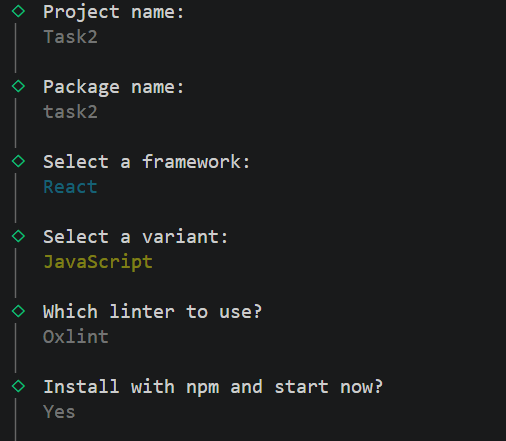 Project name:
Task2
Package name:
task2
Select a framework:
React
Select a variant:
JavaScript
Which linter to use?
Oxlint
Install with npm and start now?
Yes